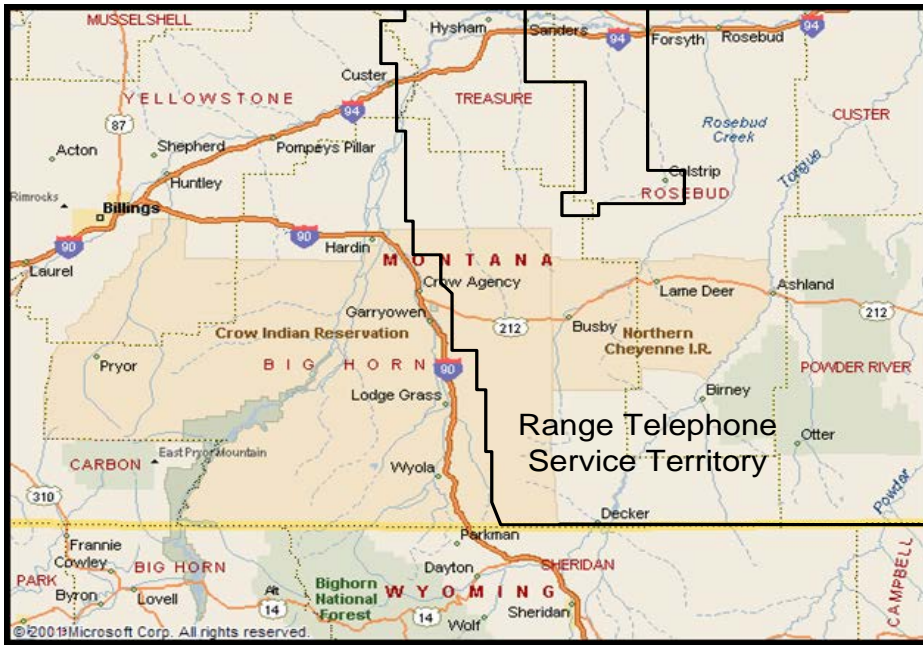 MUSSELSHELL
Hysham
Sanders
94
94
Forsyth
Rosebud
Custer
YELLOWSTONE
94
TREASURE
87
CUSTER
Rosebud
Creek
Acton
Shepherd
Pompeys Pillar
Tongue
Huntley
Colstrip
Rimrocks
ROSEBUD
Billings
90
90
Hardin
Laurel
MONTANA
Crow Agency
Lame Deer
Ashland
Garryowen
212
212
Busby
Crow Indian Reservation
Northern
Cheyenne I.R.
Pryor
BIG HORN
90
POWDER RIVER
Lodge Grass
Birney
Range Telephone
Service Territory
Otter
East Pryor Mountain
CARBON
Wyola
Powder
310
Decker
Frannie
Parkman
Cowley
BIG HORN
Dayton
SHERIDAN
PARK
Bighorn
National
Forest
WYOMING
CAMPBELL
Byron
Lovell
Alt
14
14
Wolf
Sheridan
©2001 Microsoft Corp. All rights reserved.